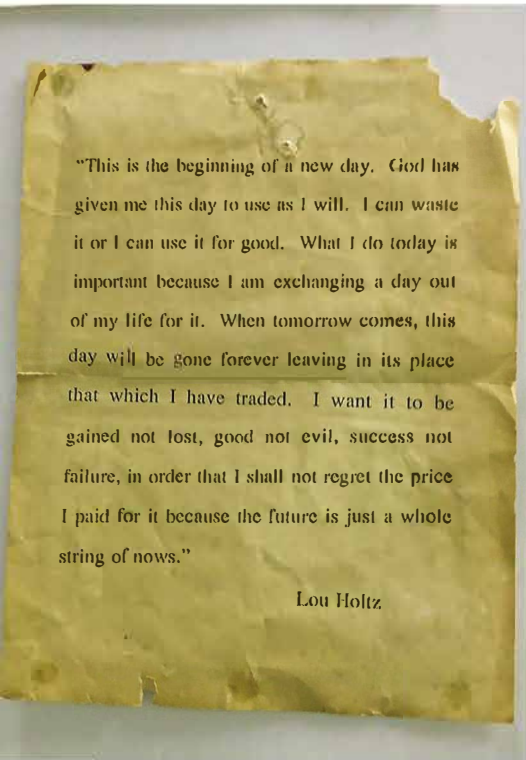 “This is the beginning of a new day. God has
given me this day to use as I will. I can waste
it or I can use it for good. What I do today is
important because I am exchanging a day out
of my life for it. When tomorrow comes, this
day will be gone forever leaving in its place
that which I have traded. I want it to be
gained not lost, good not evil, success not
failure, in order that I shall not regret the price
I paid for it because the future is just a whole
string of nows.”
Lou Holtz